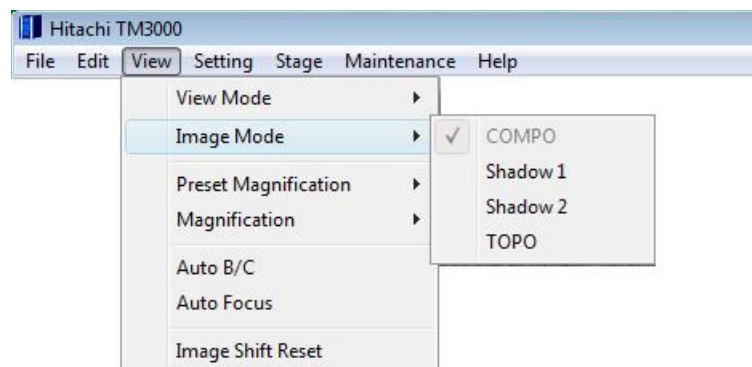 Hitachi TM3000
File Edit View Setting Stage Maintenance Help
View Mode
Image Mode
Preset Magnification
Magnification
Auto B/C
Auto Focus
Image Shift Reset
COMPO
Shadow 1
Shadow 2
TOPO